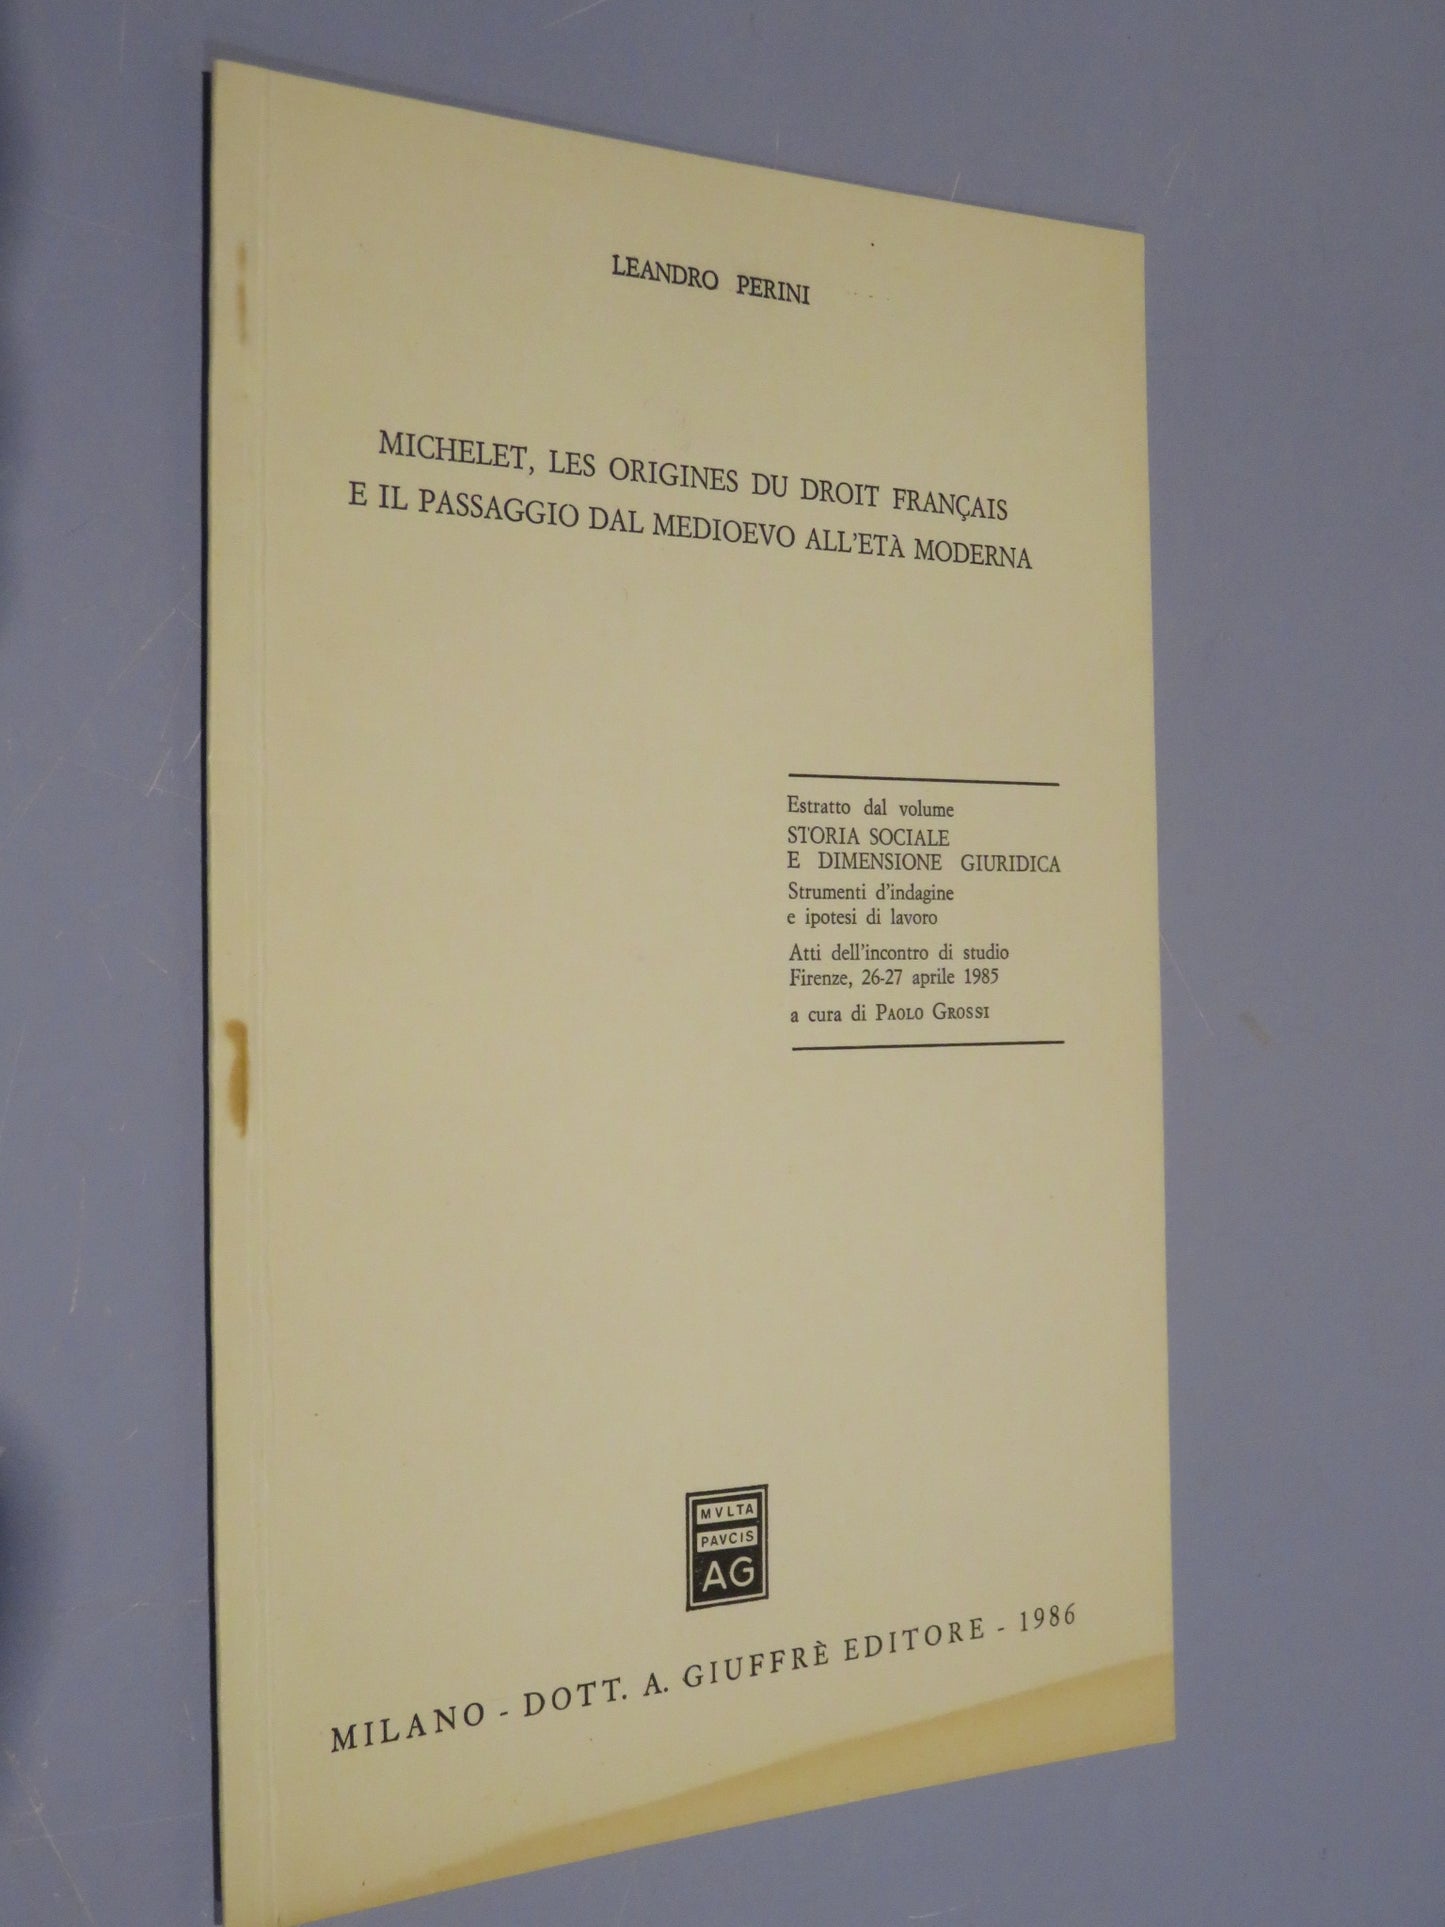 LEANDRO PERINI
MICHELET, LES ORIGINES DU DROIT FRANÇAIS
E IL PASSAGGIO DAL MEDIOEVO ALL'ETÀ MODERNA
Estratto dal volume
STORIA SOCIALE
E DIMENSIONE GIURIDICA
Strumenti d'indagine
e ipotesi di lavoro
Atti dell'incontro di studio
Firenze, 26-27 aprile 1985
a cura di PAOLO GROSSI
MVLTA
PAVCIS
AG
MILANO - DOTT. A. GIUFFRÈ EDITORE - 1986